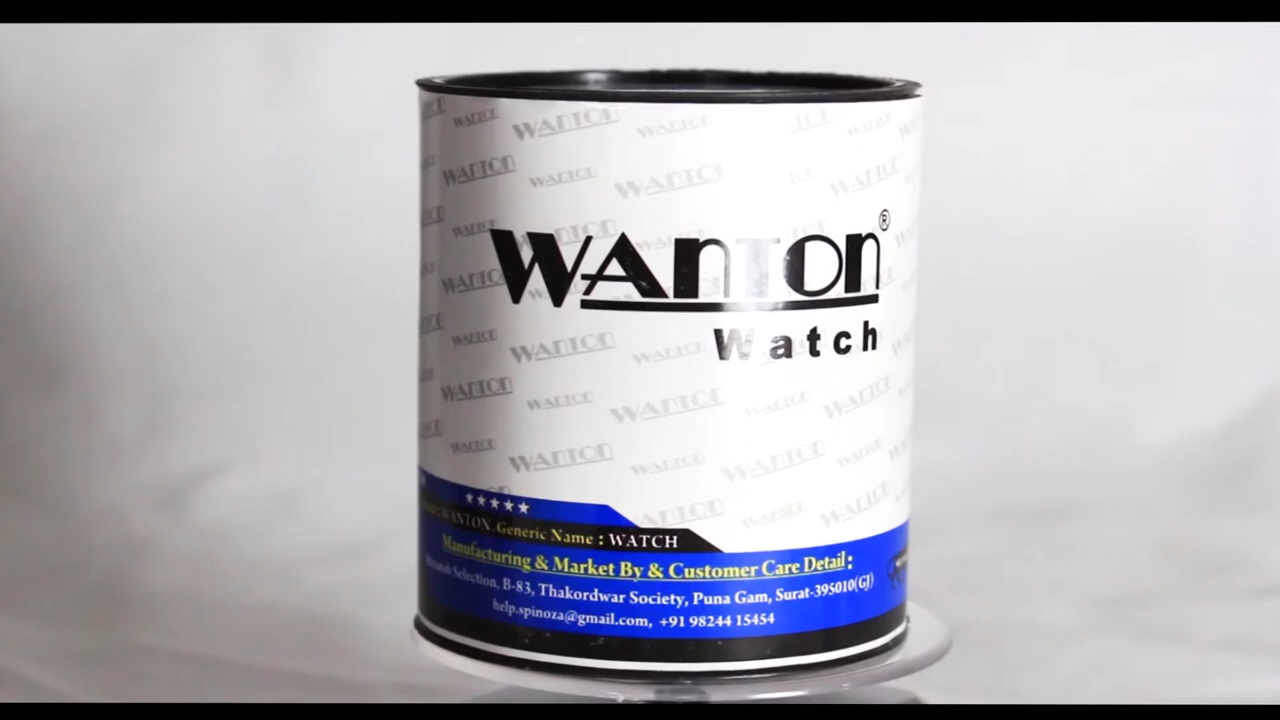 WANTON®
Watch
★★★★★
WANTON, Generic Name : WATCH
Manufacturing & Market By & Customer Care Detail :
Selection, B-83, Thakordwar Society, Puna Gam, Surat-395010(GJ)
help.spinoza@gmail.com, +91 98244 15454